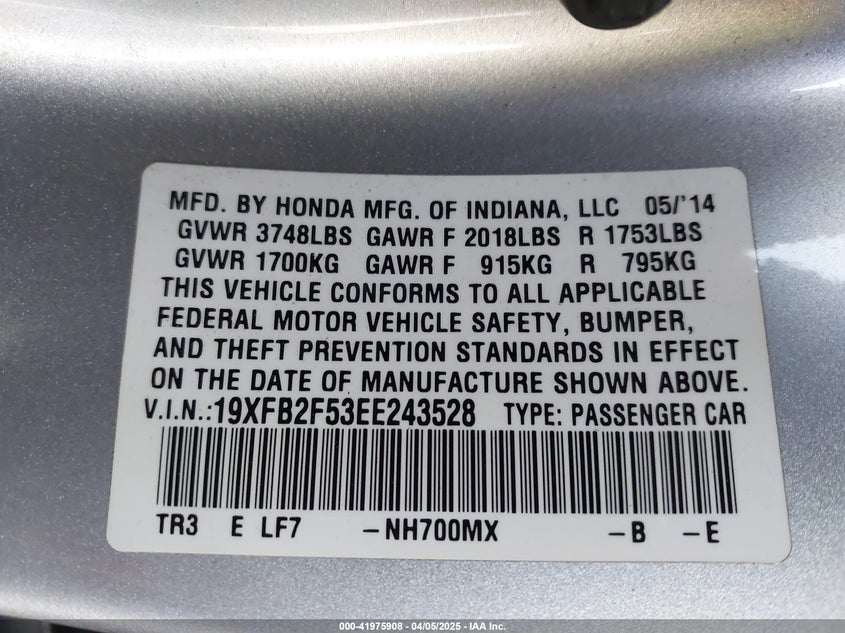 MFD. BY HONDA MFG. OF INDIANA, LLC 05/'14
GVWR 3748LBS GAWR F 2018LBS R 1753LBS
GVWR 1700KG GAWR F 915KG R 795KG
THIS VEHICLE CONFORMS TO ALL APPLICABLE
FEDERAL MOTOR VEHICLE SAFETY, BUMPER,
AND THEFT PREVENTION STANDARDS IN EFFECT
ON THE DATE OF MANUFACTURE SHOWN ABOVE.
V.I.N.:19XFB2F53EE243528 TYPE: PASSENGER CAR
TR3 E LF7 -NH700MX -B -E
000-41975908 | 04/05/2025 - IAA Inc.